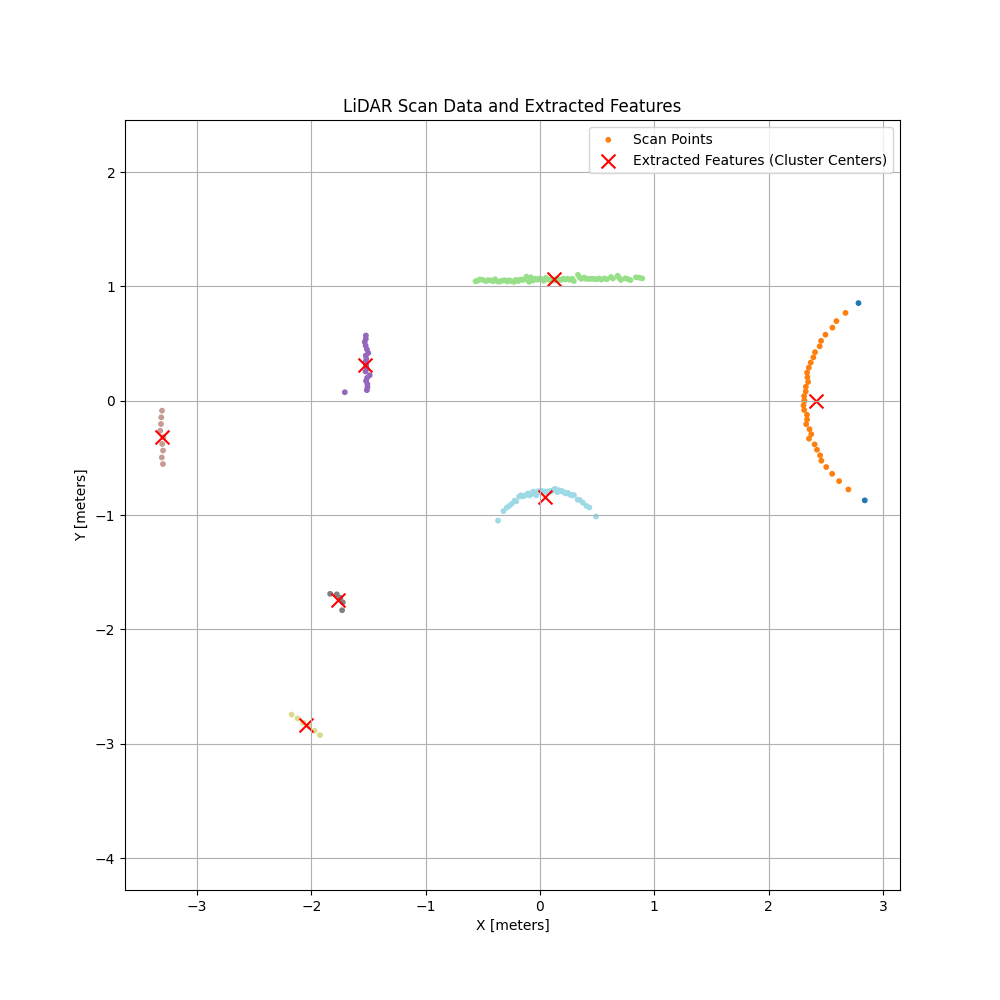 LiDAR Scan Data and Extracted Features
Scan Points
Extracted Features (Cluster Centers)
2
1
0
−1
−2
−3
−4
Y [meters]
−3
−2
−1
0
1
2
3
X [meters]